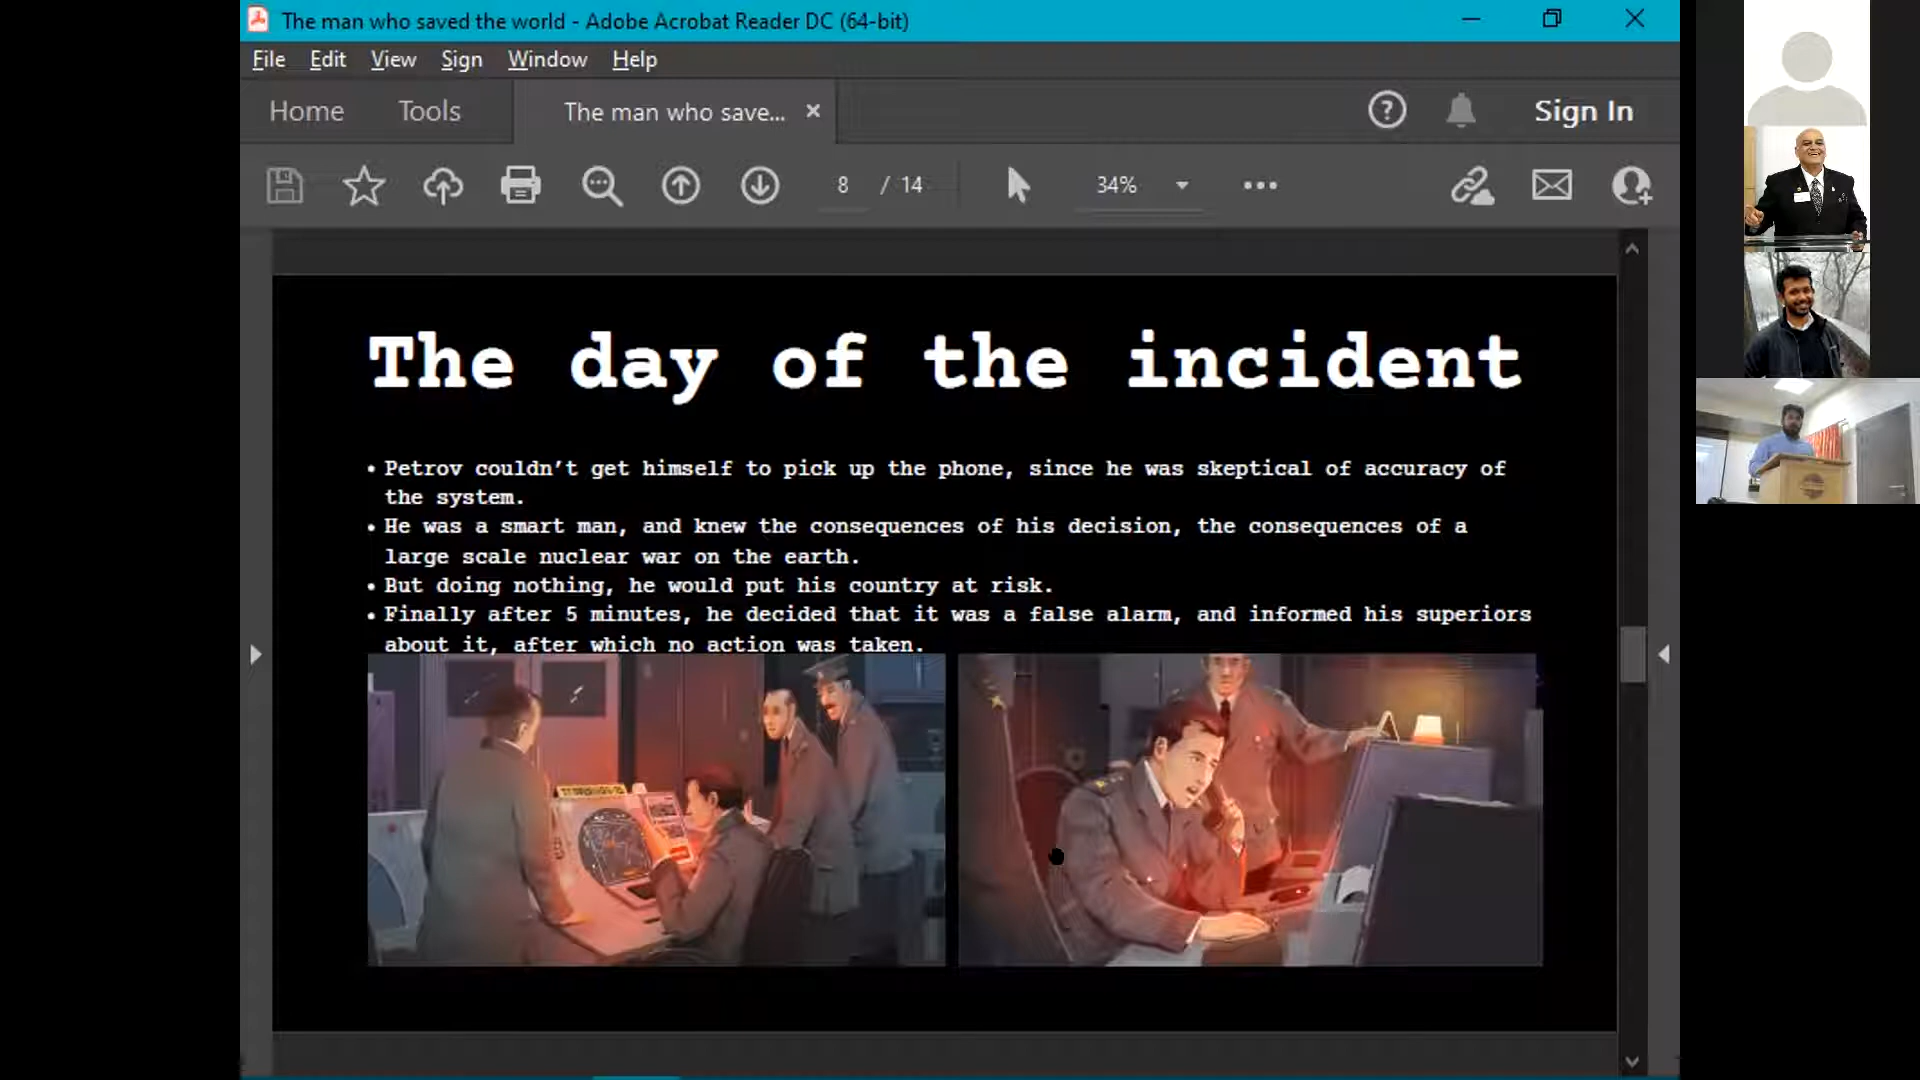 The man who saved the world - Adobe Acrobat Reader DC (64-bit)
File Edit View Sign Window Help
Home Tools The man who save... Sign In
8 / 14 34%
The day of the incident
• Petrov couldn't get himself to pick up the phone, since he was skeptical of accuracy of
the system.
• He was a smart man, and knew the consequences of his decision, the consequences of a
large scale nuclear war on the earth.
• But doing nothing, he would put his country at risk.
• Finally after 5 minutes, he decided that it was a false alarm, and informed his superiors
about it, after which no action was taken.